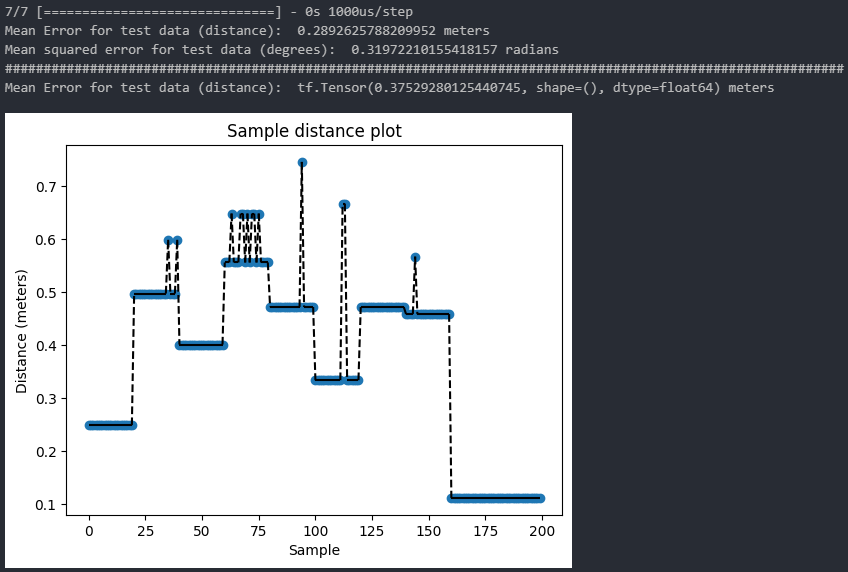 7/7 [==============================] - 0s 1000us/step
Mean Error for test data (distance):  0.2892625788209952 meters
Mean squared error for test data (degrees):  0.31972210155418157 radians
##############################################################################################################
Mean Error for test data (distance):  tf.Tensor(0.37529280125440745, shape=(), dtype=float64) meters
Sample distance plot
Distance (meters)
0.7
0.6
0.5
0.4
0.3
0.2
0.1
0 25 50 75 100 125 150 175 200
Sample